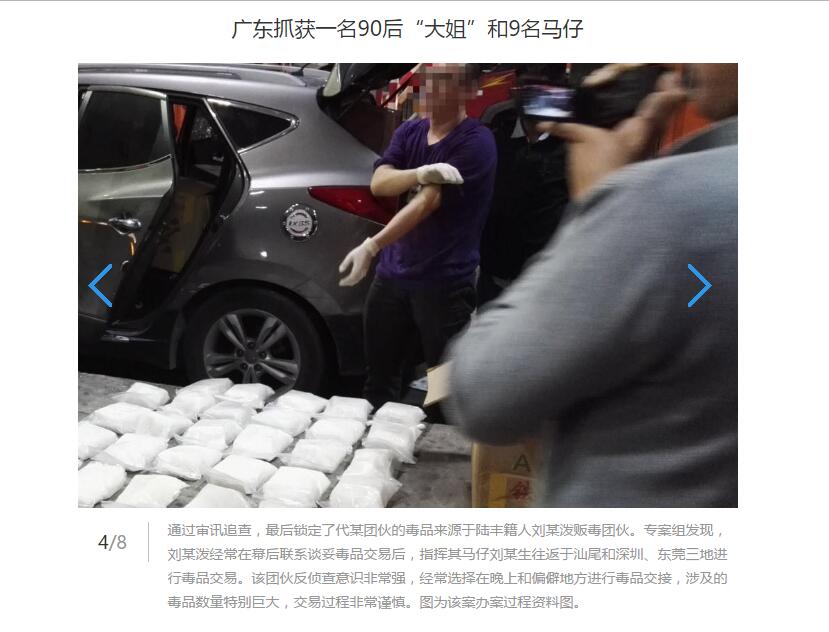 广东抓获一名90后“大姐”和9名马仔
ix35
A
4/8
通过审讯追查，最后锁定了代某团伙的毒品来源于陆丰籍人刘某泼贩毒团伙。专案组发现，
刘某泼经常在幕后联系谈妥毒品交易后，指挥其马仔刘某生往返于汕尾和深圳、东莞三地进
行毒品交易。该团伙反侦查意识非常强，经常选择在晚上和偏僻地方进行毒品交接，涉及的
毒品数量特别巨大，交易过程非常谨慎。图为该案办案过程资料图。